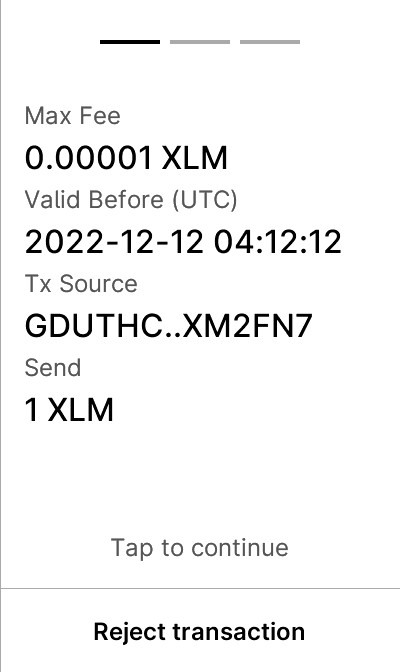 Max Fee
0.00001 XLM
Valid Before (UTC)
2022-12-12 04:12:12
Tx Source
GDUTHC..XM2FN7
Send
1 XLM
Tap to continue
Reject transaction